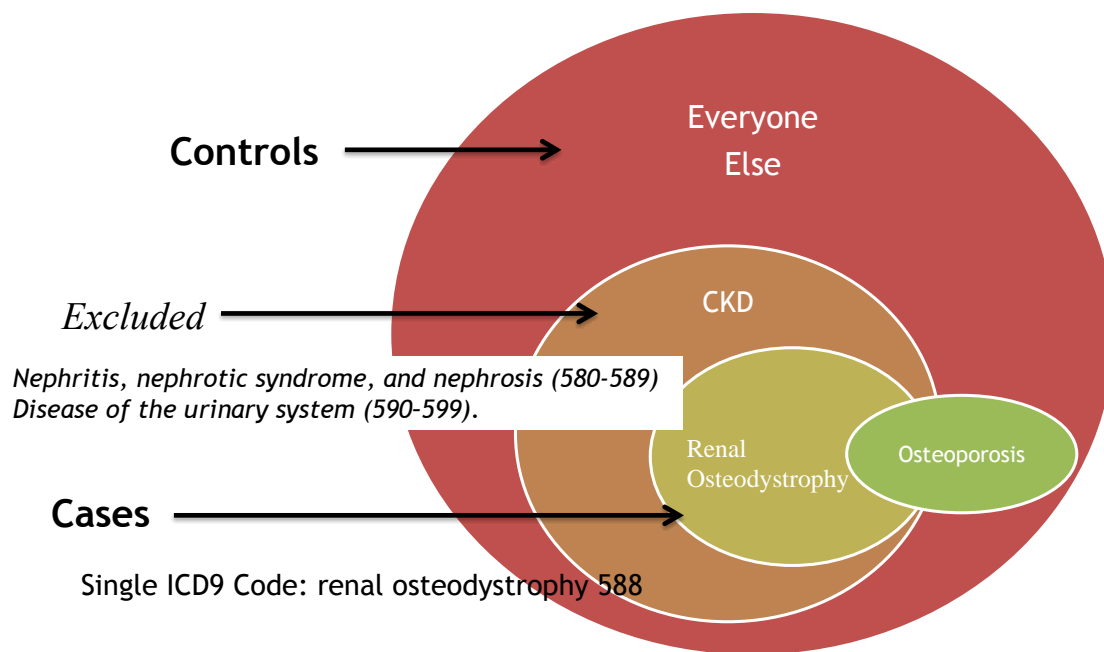 Everyone
Else
Controls
CKD
Excluded
Nephritis, nephrotic syndrome, and nephrosis (580-589)
Disease of the urinary system (590-599).
Renal
Osteodystrophy
Osteoporosis
Cases
Single ICD9 Code: renal osteodystrophy 588